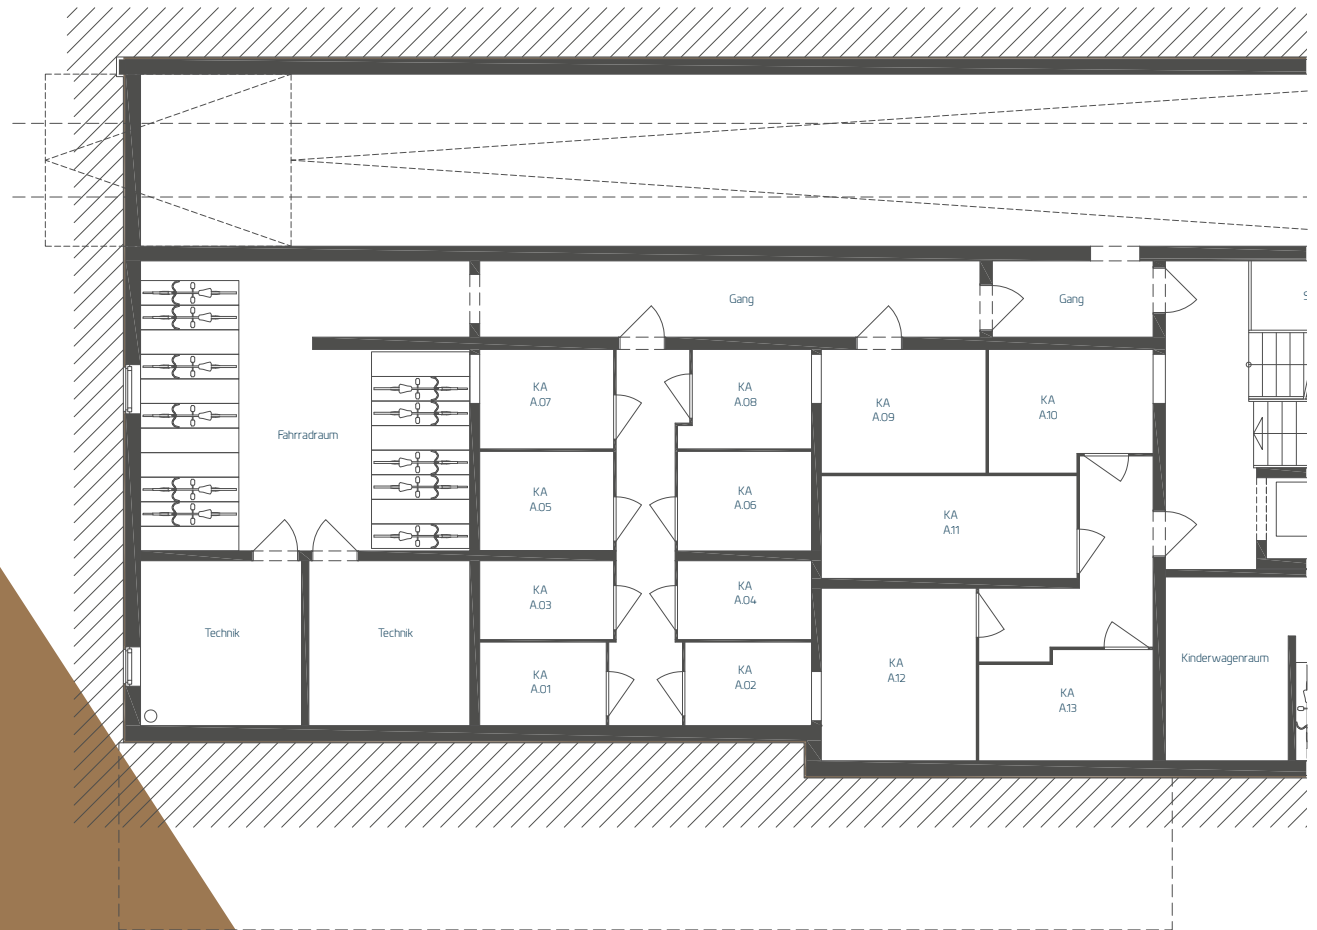 Gang
Gang
KA
A.07
KA
A.08
KA
A.09
KA
A.10
Fahrradraum
KA
A.05
KA
A.06
KA
A.11
KA
A.03
KA
A.04
Technik
Technik
Kinderwagenraum
KA
A.01
KA
A.02
KA
A.12
KA
A.13